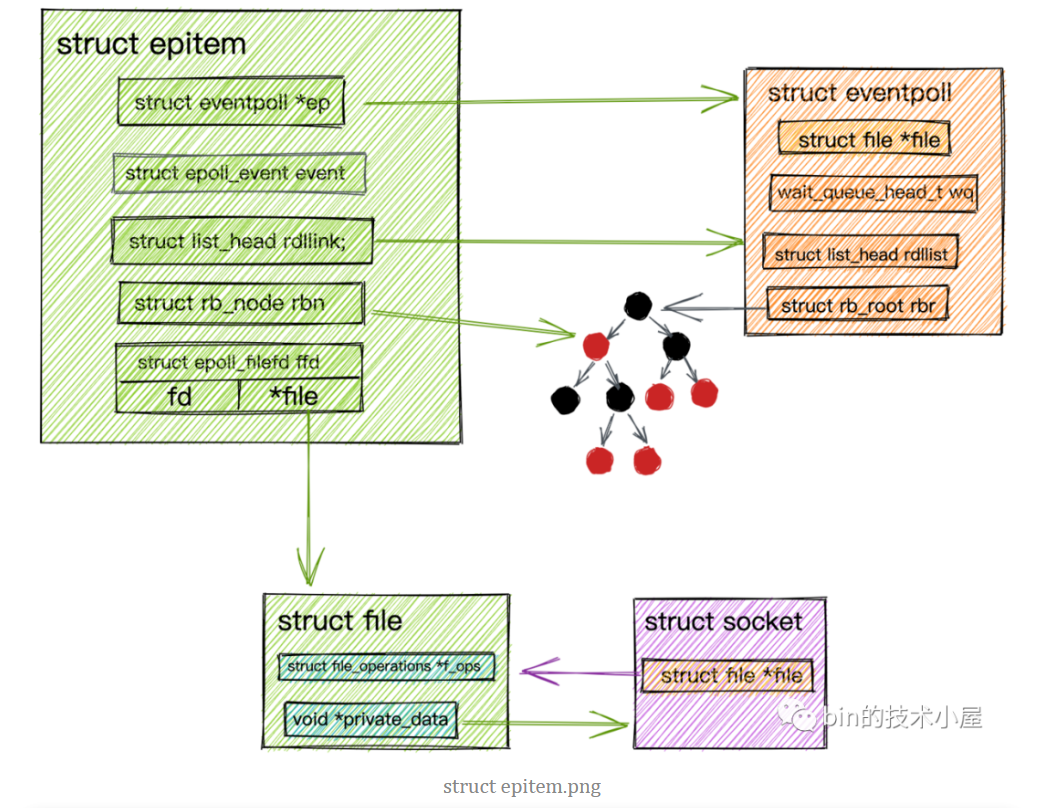 struct epitem
struct eventpoll *ep
struct epoll_event event
struct list_head rdllink;
struct rb_node rbn
struct epoll_filefd ffd
fd
*file
struct eventpoll
struct file *file
wait_queue_head_t wq
struct list_head rdllist
struct rb_root rbr
struct file
struct file_operations *f_ops
void *private_data
struct socket
struct file *file
bin的技术小屋
struct epitem.png